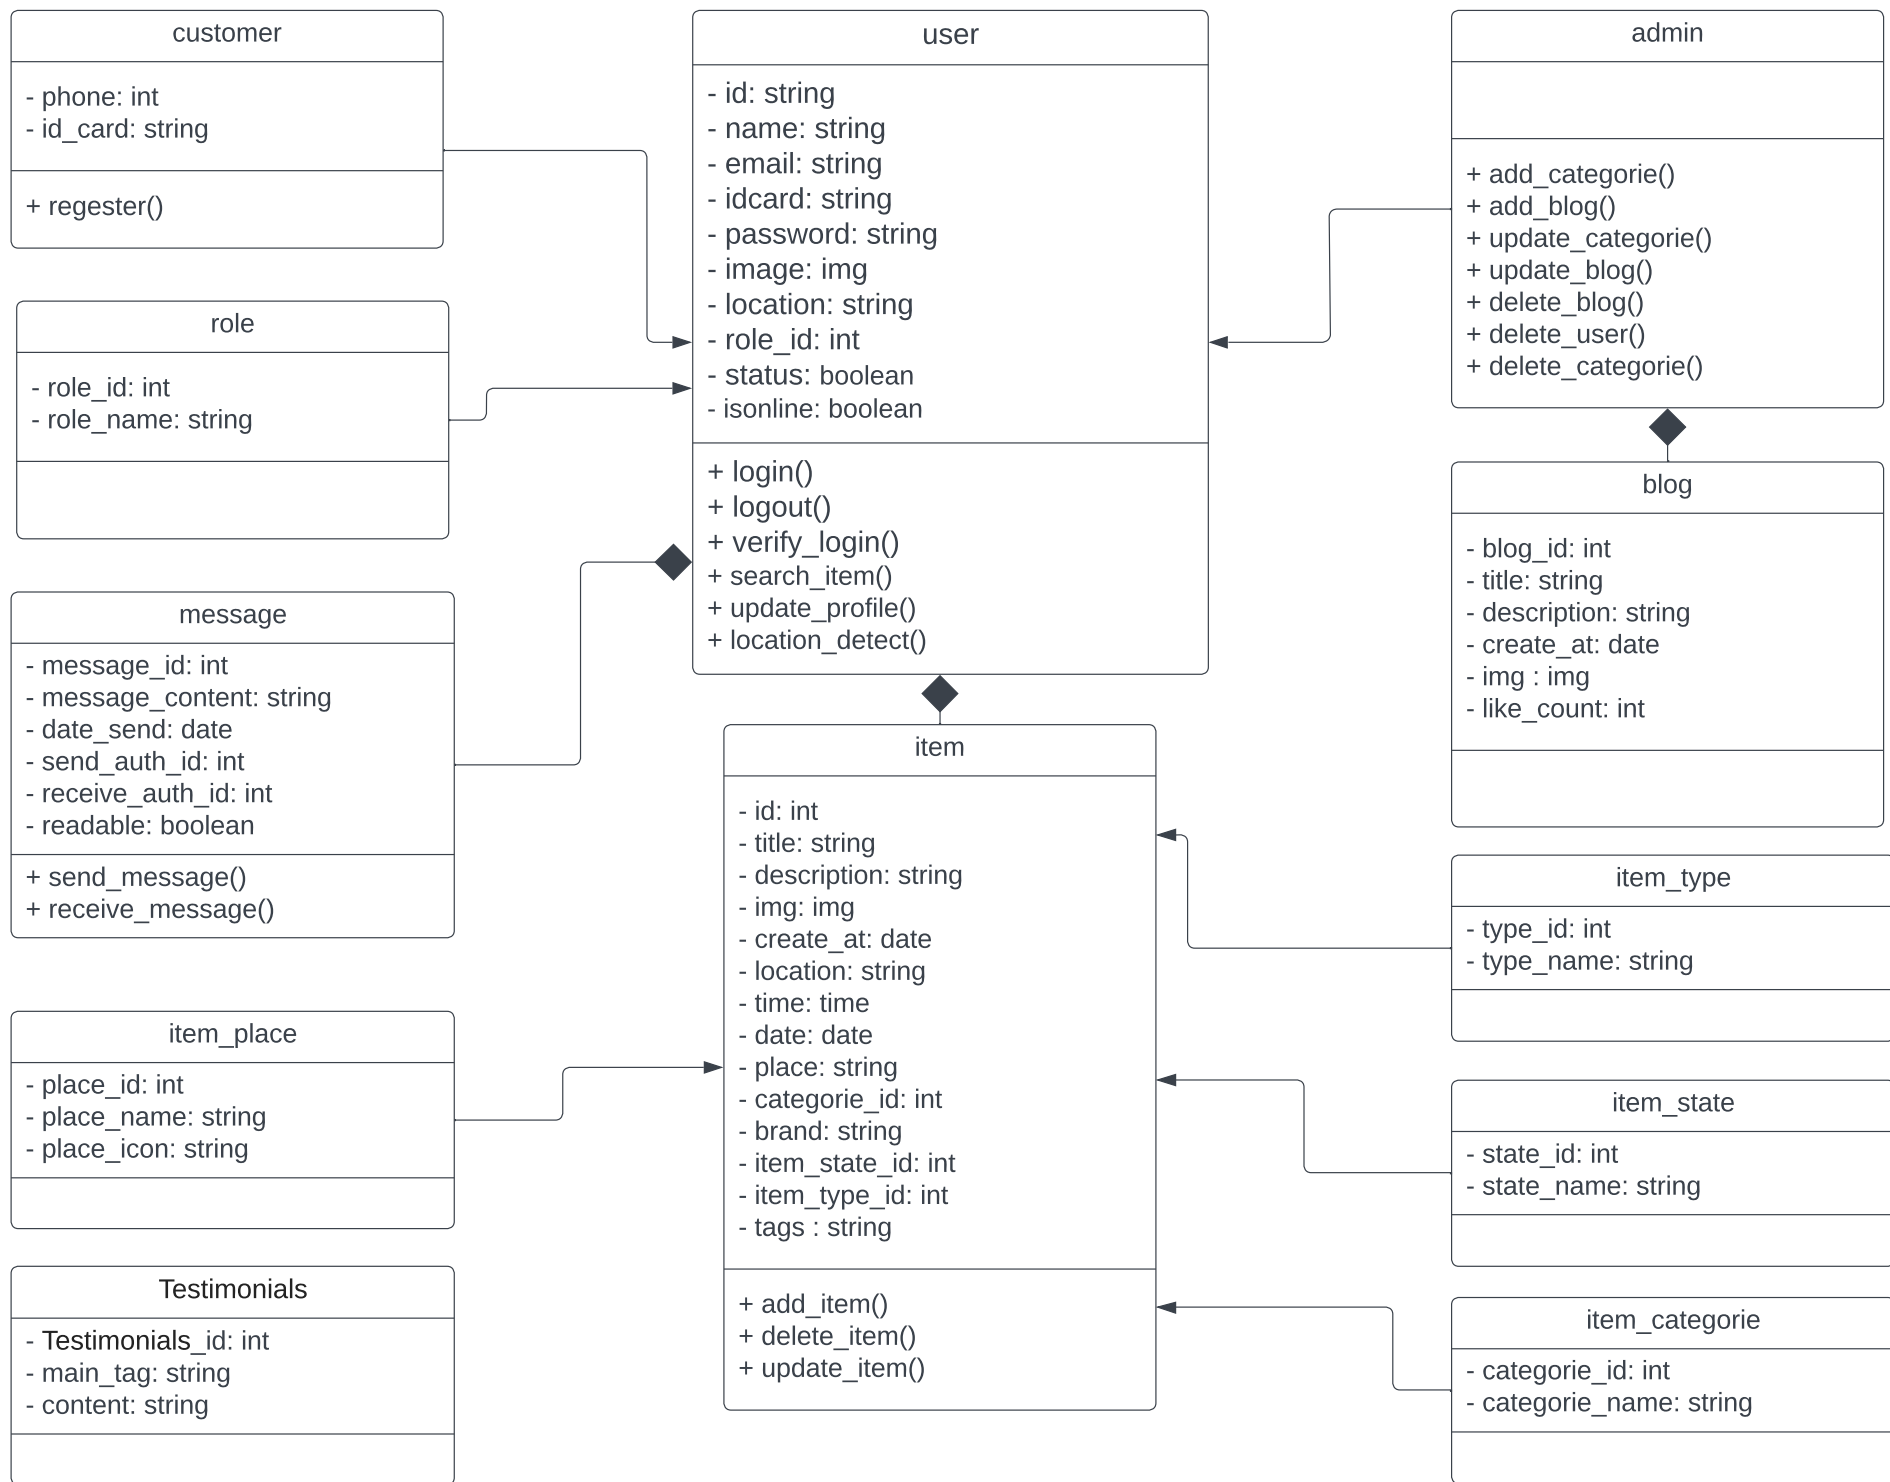 customer
- phone: int
- id_card: string
+ regester()
role
- role_id: int
- role_name: string
message
- message_id: int
- message_content: string
- date_send: date
- send_auth_id: int
- receive_auth_id: int
- readable: boolean
+ send_message()
+ receive_message()
item_place
- place_id: int
- place_name: string
- place_icon: string
Testimonials
- Testimonials_id: int
- main_tag: string
- content: string
user
- id: string
- name: string
- email: string
- idcard: string
- password: string
- image: img
- location: string
- role_id: int
- status: boolean
- isonline: boolean
+ login()
+ logout()
+ verify_login()
+ search_item()
+ update_profile()
+ location_detect()
item
- id: int
- title: string
- description: string
- img: img
- create_at: date
- location: string
- time: time
- date: date
- place: string
- categorie_id: int
- brand: string
- item_state_id: int
- item_type_id: int
- tags : string
+ add_item()
+ delete_item()
+ update_item()
admin
+ add_categorie()
+ add_blog()
+ update_categorie()
+ update_blog()
+ delete_blog()
+ delete_user()
+ delete_categorie()
blog
- blog_id: int
- title: string
- description: string
- create_at: date
- img : img
- like_count: int
item_type
- type_id: int
- type_name: string
item_state
- state_id: int
- state_name: string
item_categorie
- categorie_id: int
- categorie_name: string